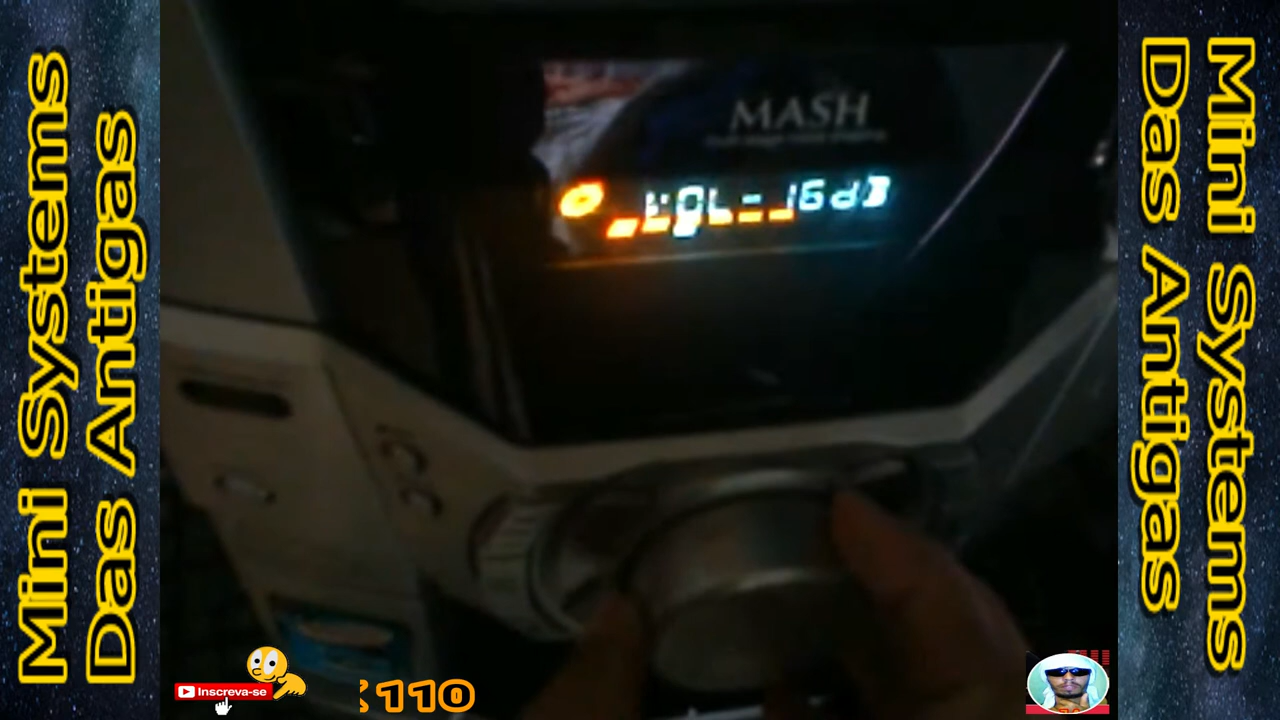 Mini Systems
Das Antigas
MASH
VOL-16dB
Inscreva-se
110
Mini Systems
Das Antigas